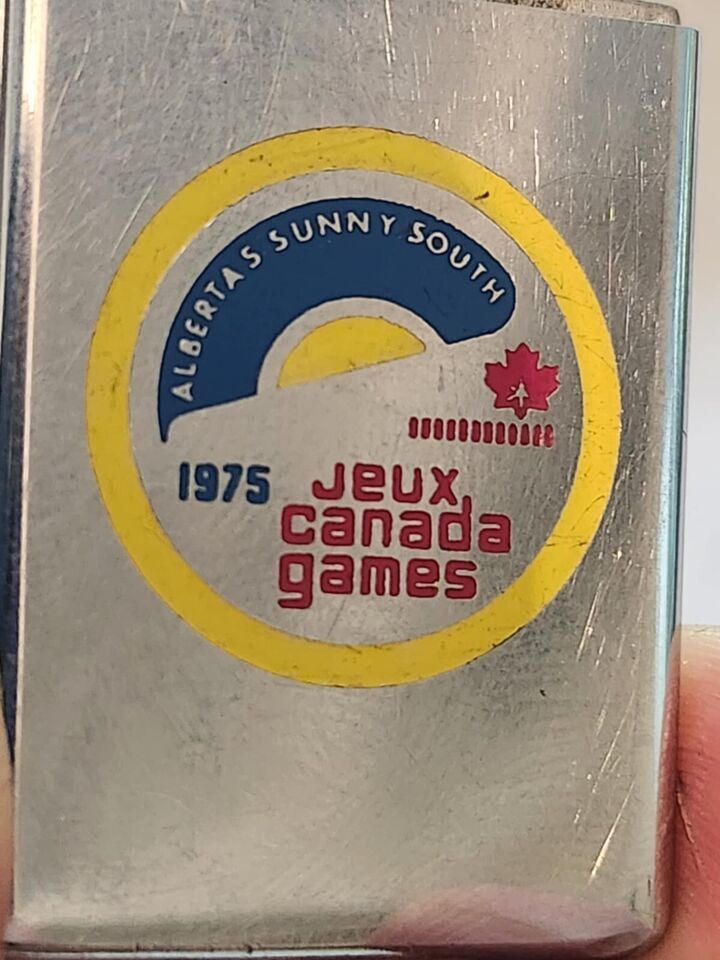 ALBERTAS SUNNY SOUTH
1975 Jeux
canada
games